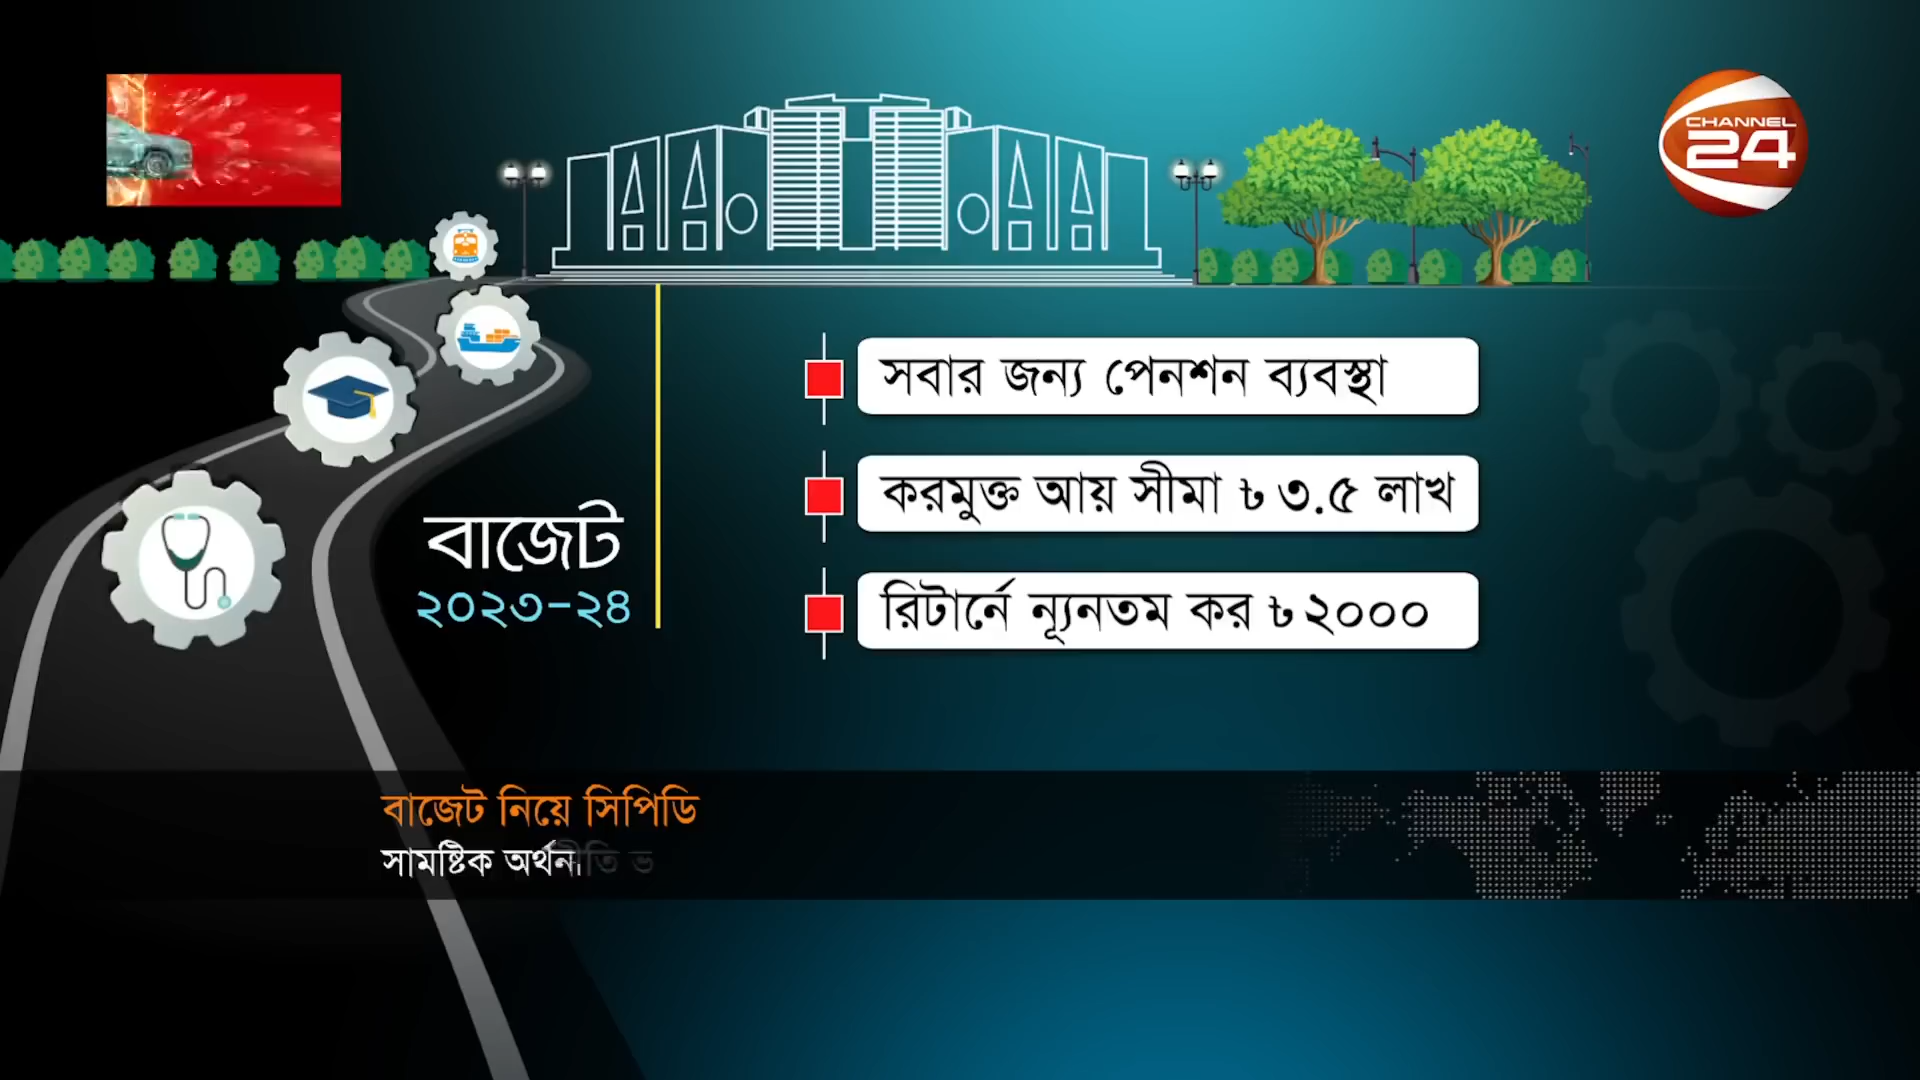 CHANNEL
24
সবার জন্য পেনশন ব্যবস্থা
করমুক্ত আয় সীমা ৳ ৩.৫ লাখ
রিটার্নে ন্যূনতম কর ৳ ২০০০
বাজেট
২০২৩-২৪
বাজেট নিয়ে সিপিডি
সামষ্টিক অর্থনীতি